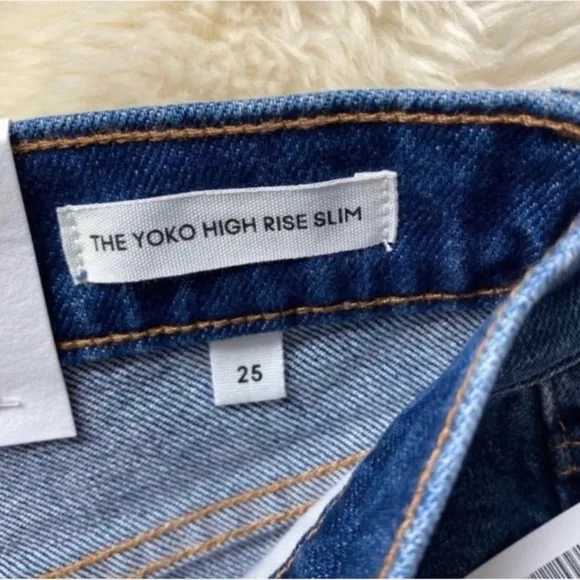 THE YOKO HIGH RISE SLIM
25